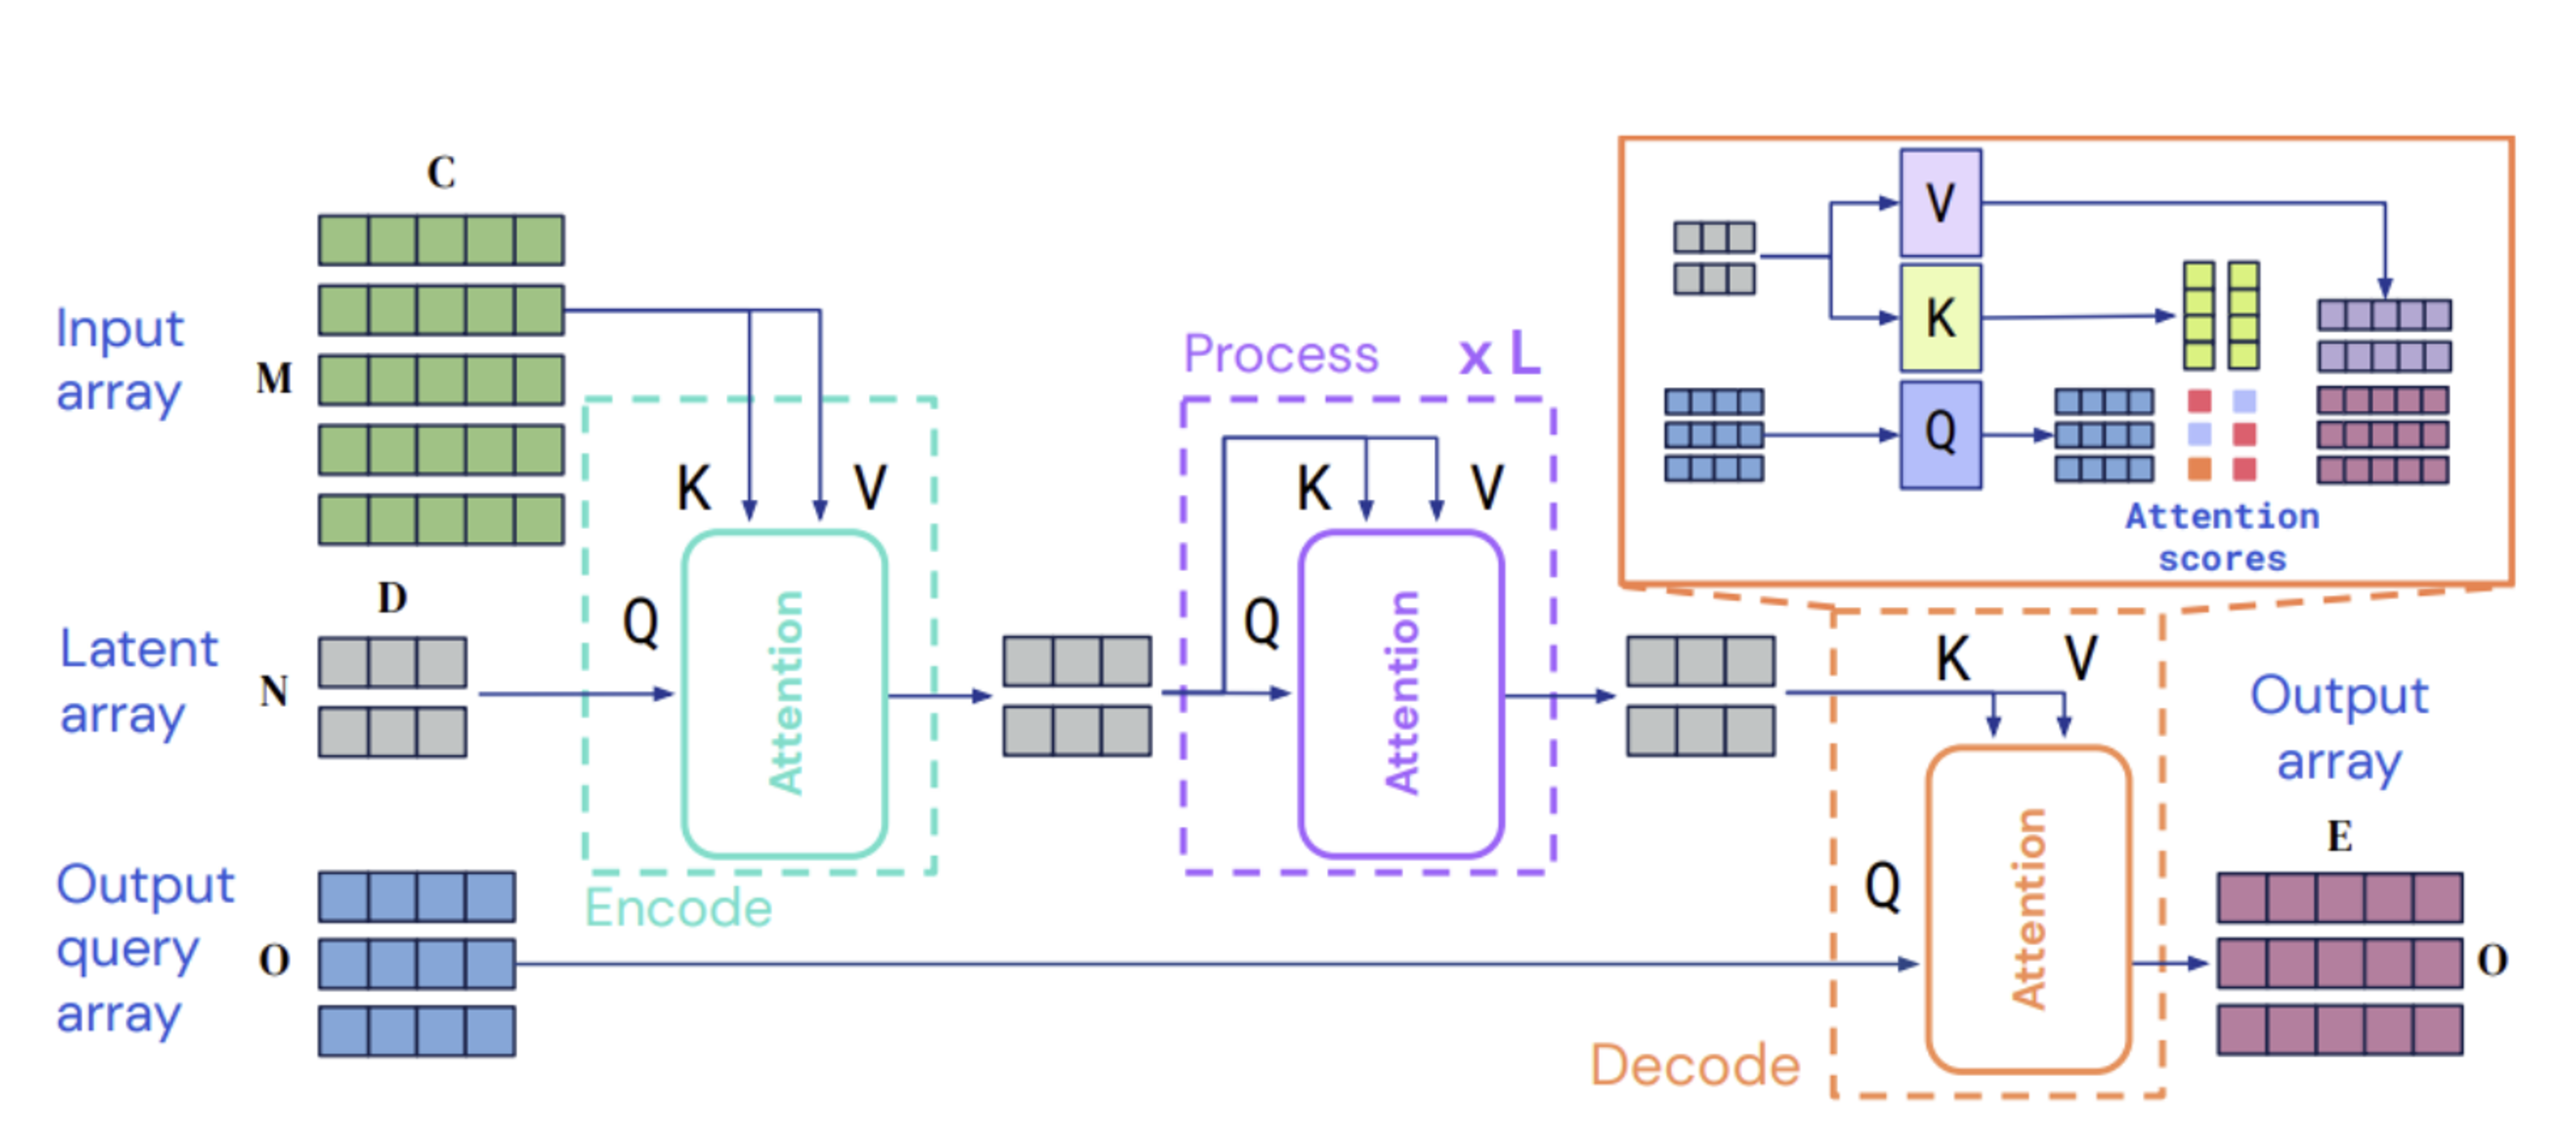 C
Input
array
M
D
Latent
array
N
Output
query
array
O
K
V
Q
Attention
Encode
Process
x L
K
V
Q
Attention
V
K
Q
Attention
scores
K
V
Q
Attention
Decode
Output
array
E
O